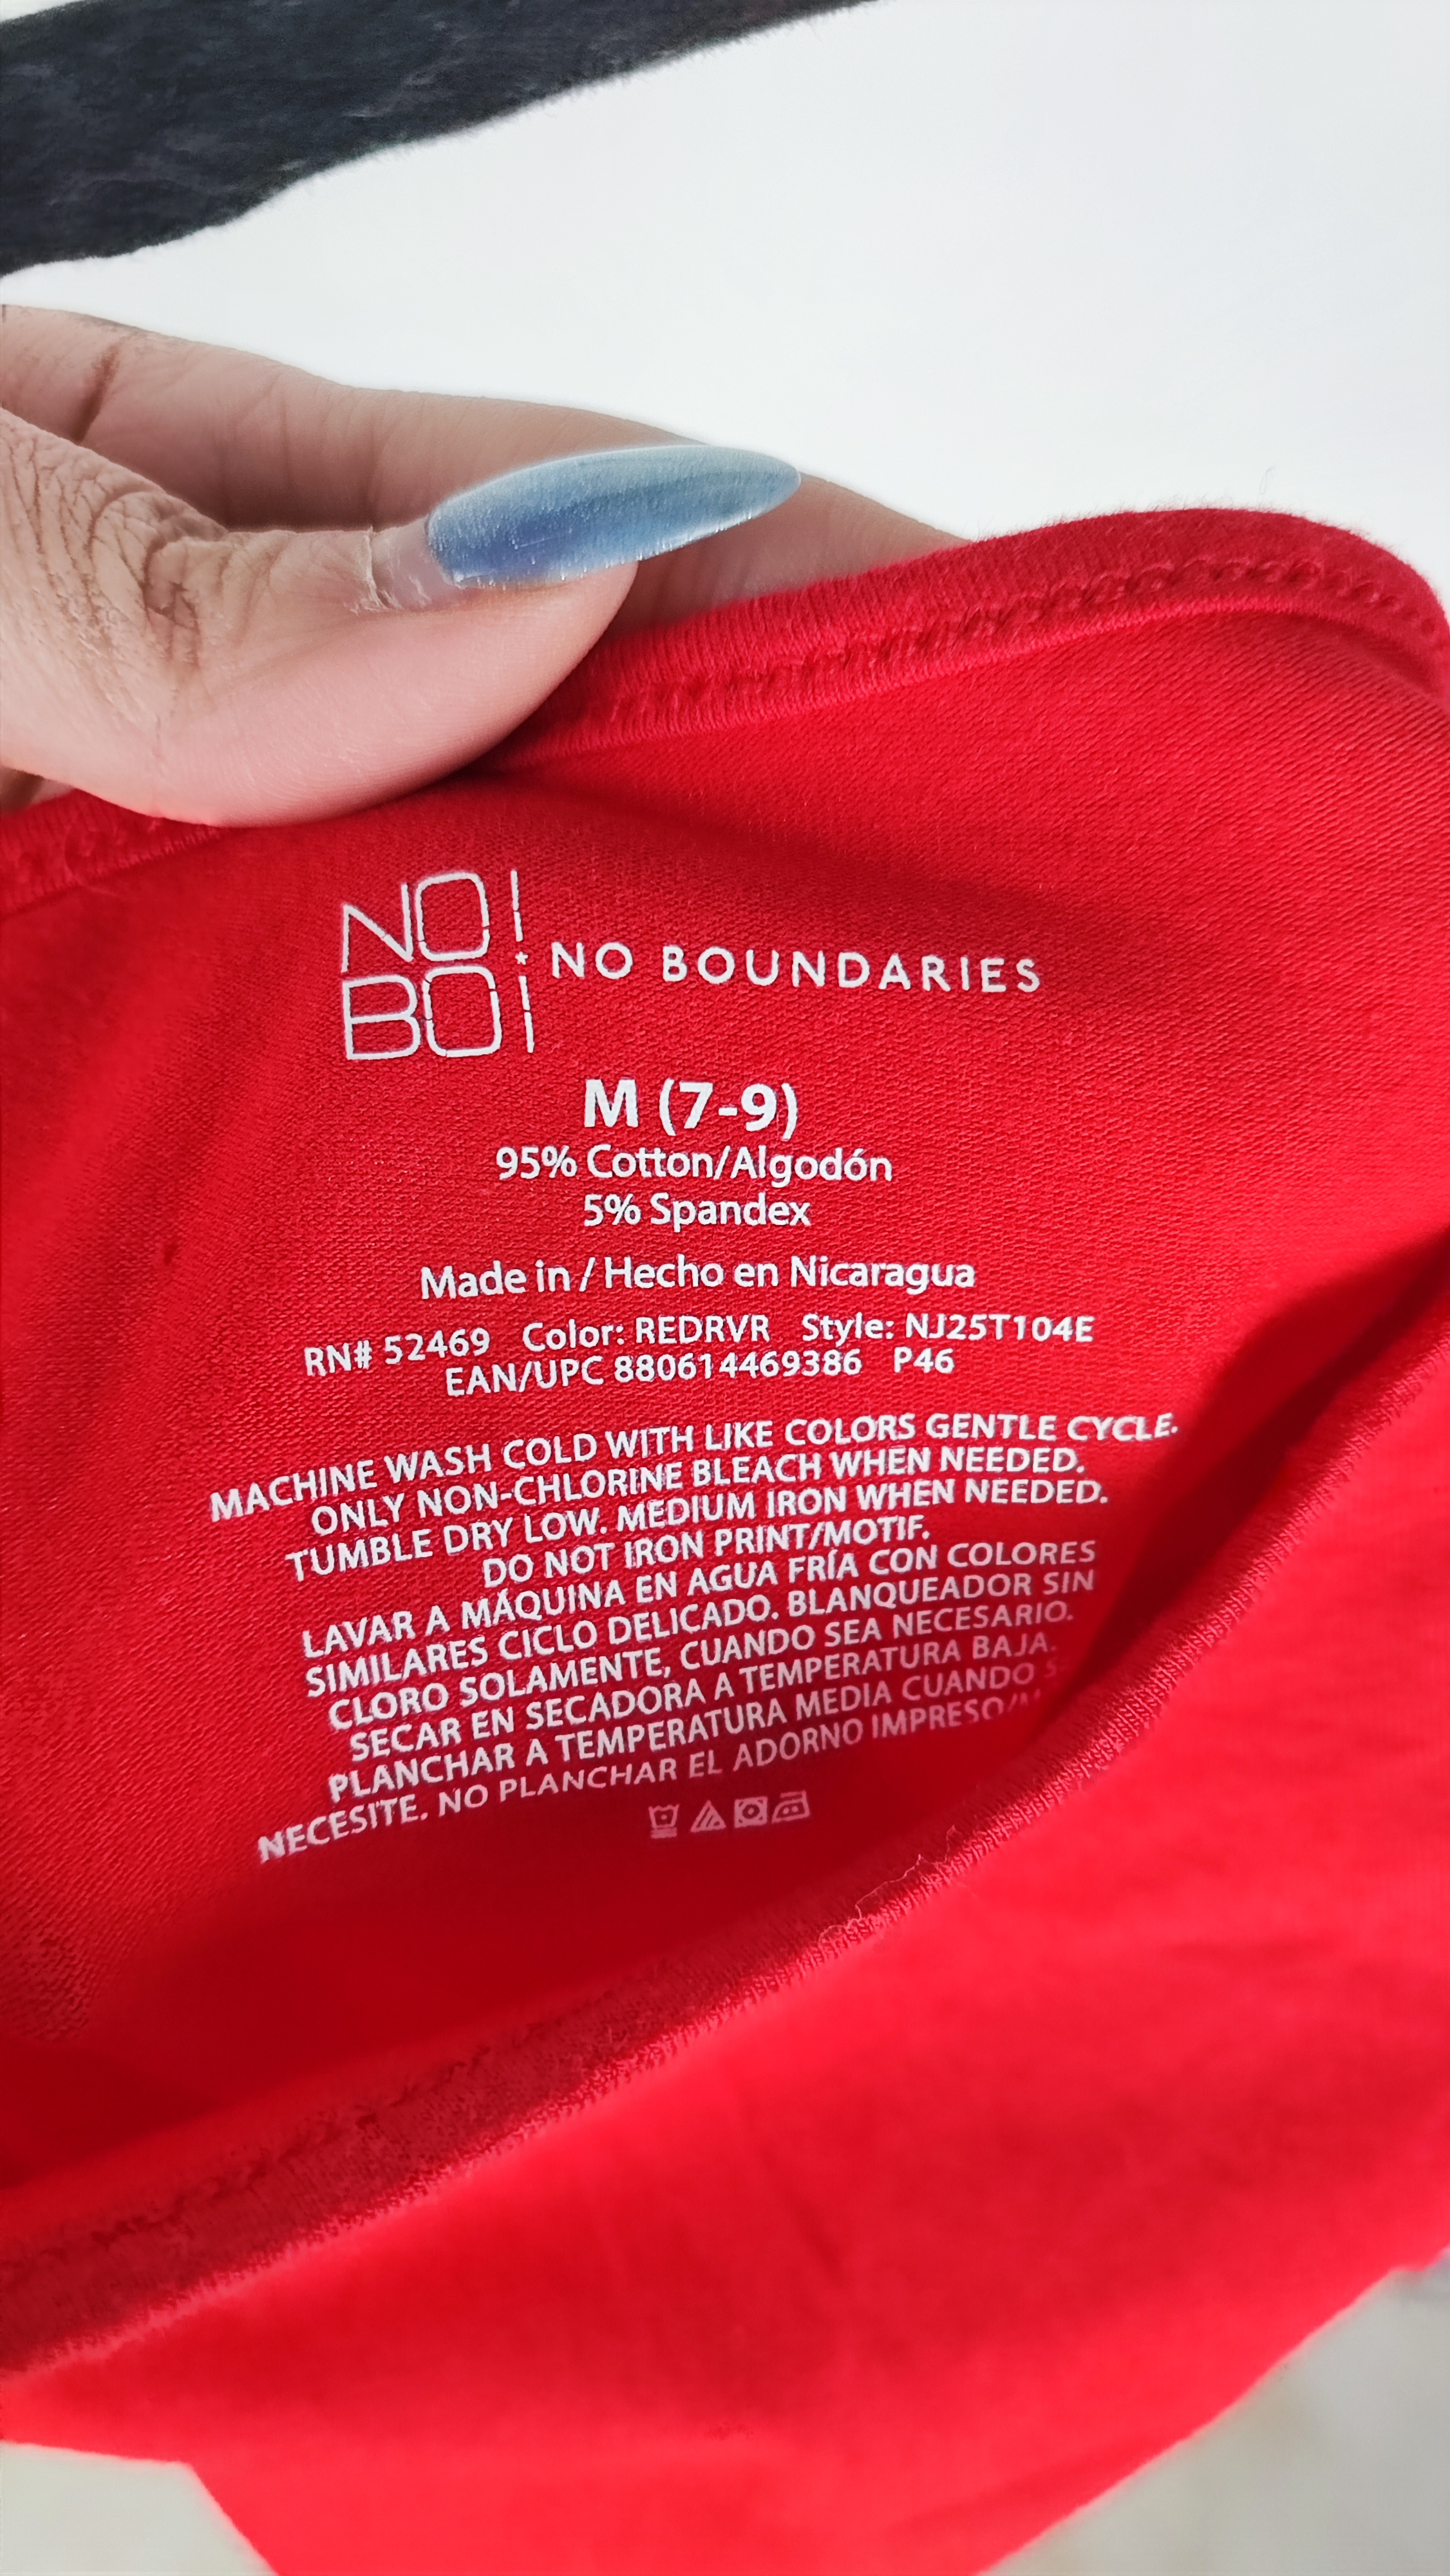 NO
BO
NO BOUNDARIES
M (7-9)
95% Cotton/Algodón
5% Spandex
Made in / Hecho en Nicaragua
RN# 52469 Color: REDRVR Style: NJ25T104E
EAN/UPC 880614469386 P46
MACHINE WASH COLD WITH LIKE COLORS GENTLE CYCLE.
ONLY NON-CHLORINE BLEACH WHEN NEEDED.
TUMBLE DRY LOW. MEDIUM IRON WHEN NEEDED.
DO NOT IRON PRINT/MOTIF.
LAVAR A MÁQUINA EN AGUA FRÍA CON COLORES
SIMILARES CICLO DELICADO. BLANQUEADOR SIN
CLORO SOLAMENTE, CUANDO SEA NECESARIO.
SECAR EN SECADORA A TEMPERATURA BAJA.
PLANCHAR A TEMPERATURA MEDIA CUANDO
NECESITE. NO PLANCHAR EL ADORNO IMPRESO/